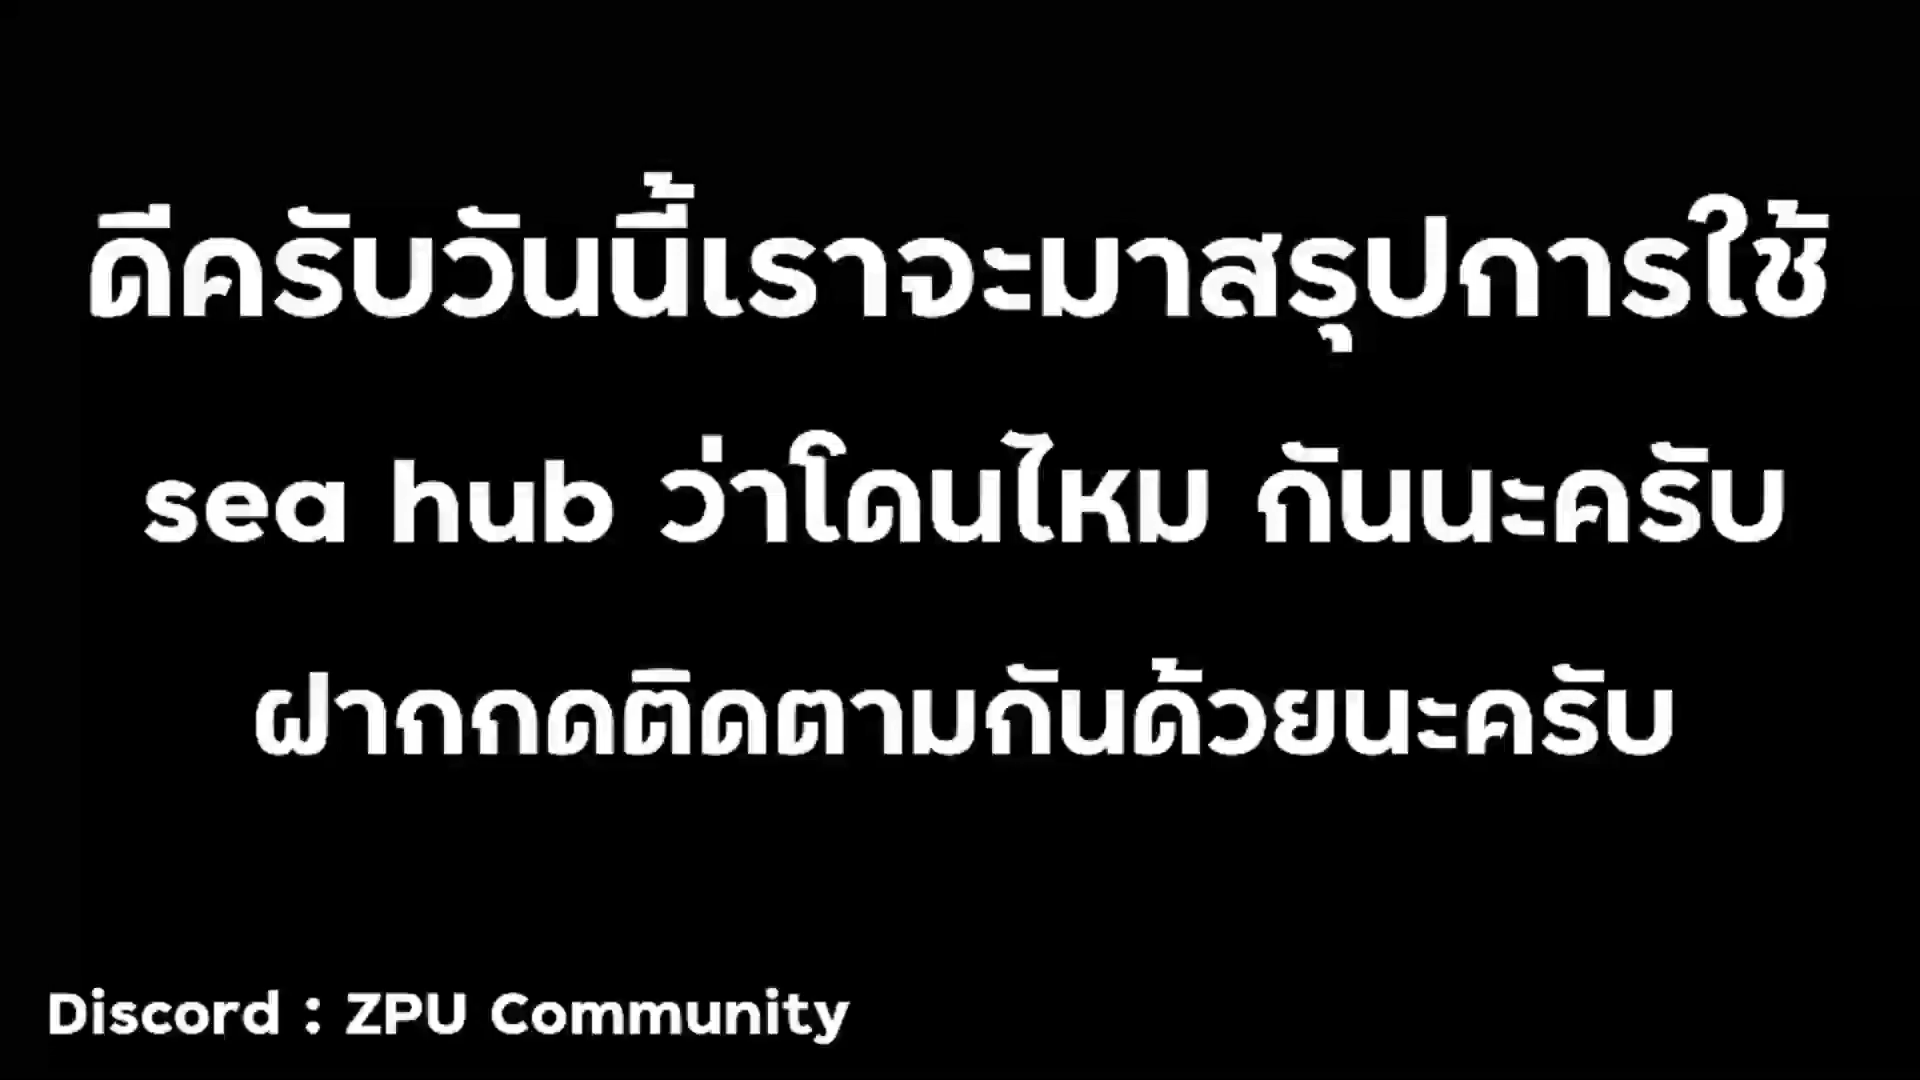 ดีครับวันนี้เราจะมาสรุปการใช้
sea hub ว่าโดนไหม กันนะครับ
ฝากกดติดตามกันด้วยนะครับ
Discord : ZPU Community